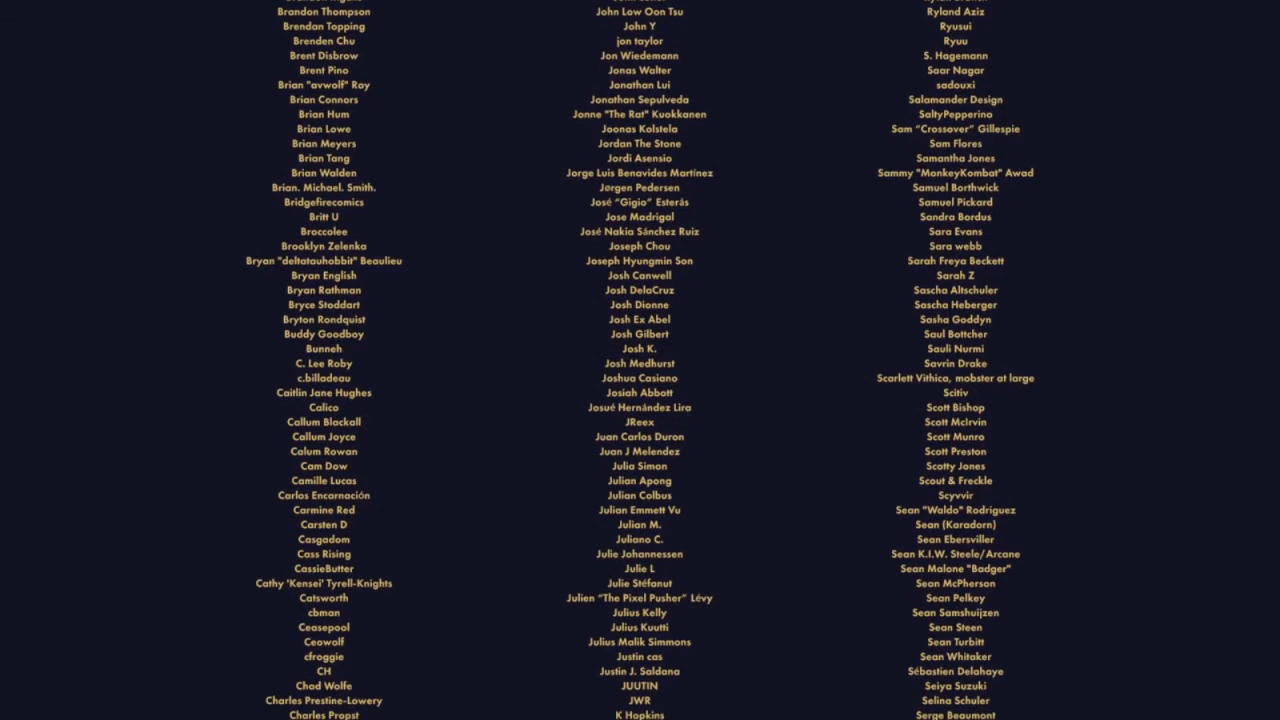 Brandon Thompson
Brendan Topping
Brenden Chu
Brent Disbrow
Brent Pino
Brian "avwolf" Roy
Brian Connors
Brian Hum
Brian Lowe
Brian Meyers
Brian Tang
Brian Walden
Brian. Michael. Smith.
Bridgefirecomics
Britt U
Broccolee
Brooklyn Zelenka
Bryan "deltatauhobbit" Beaulieu
Bryan English
Bryan Rathman
Bryce Stoddart
Bryton Rondquist
Buddy Goodboy
Bunneh
C. Lee Roby
c.billadeau
Caitlin Jane Hughes
Calico
Callum Blackall
Callum Joyce
Calum Rowan
Cam Dow
Camille Lucas
Carlos Encarnación
Carmine Red
Carsten D
Casgadom
Cass Rising
CassieButter
Cathy 'Kensei' Tyrell-Knights
Catsworth
cbman
Ceasepool
Ceowolf
cfroggie
CH
Chad Wolfe
Charles Prestine-Lowery
Charles Propst
John Low Oon Tsu
John Y
jon taylor
Jon Wiedemann
Jonas Walter
Jonathan Lui
Jonathan Sepulveda
Jonne "The Rat" Kuokkanen
Joonas Kolstela
Jordan The Stone
Jordi Asensio
Jorge Luis Benavides Martínez
Jørgen Pedersen
José “Gigio” Esterås
Jose Madrigal
José Nakia Sánchez Ruiz
Joseph Chou
Joseph Hyungmin Son
Josh Canwell
Josh DelaCruz
Josh Dionne
Josh Ex Abel
Josh Gilbert
Josh K.
Josh Medhurst
Joshua Casiano
Josiah Abbott
Josué Hernández Lira
JReex
Juan Carlos Duron
Juan J Melendez
Julia Simon
Julian Apong
Julian Colbus
Julian Emmett Vu
Julian M.
Juliano C.
Julie Johannessen
Julie L
Julie Stéfanut
Julien “The Pixel Pusher” Lévy
Julius Kelly
Julius Kuutti
Julius Malik Simmons
Justin cas
Justin J. Saldana
JUUTIN
JWR
K Hopkins
Ryland Aziz
Ryusui
Ryuu
S. Hagemann
Saar Nagar
sadouxi
Salamander Design
SaltyPepperino
Sam “Crossover” Gillespie
Sam Flores
Samantha Jones
Sammy "MonkeyKombat" Awad
Samuel Borthwick
Samuel Pickard
Sandra Bordus
Sara Evans
Sara webb
Sarah Freya Beckett
Sarah Z
Sascha Altschuler
Sascha Heberger
Sasha Goddyn
Saul Bottcher
Sauli Nurmi
Savrin Drake
Scarlett Vithica, mobster at large
Scitiv
Scott Bishop
Scott McIrvin
Scott Munro
Scott Preston
Scotty Jones
Scout & Freckle
Scyvvir
Sean "Waldo" Rodriguez
Sean (Karadorn)
Sean Ebersviller
Sean K.I.W. Steele/Arcane
Sean Malone "Badger"
Sean McPherson
Sean Pelkey
Sean Samshuijzen
Sean Steen
Sean Turbitt
Sean Whitaker
Sébastien Delahaye
Seiya Suzuki
Selina Schuler
Serge Beaumont